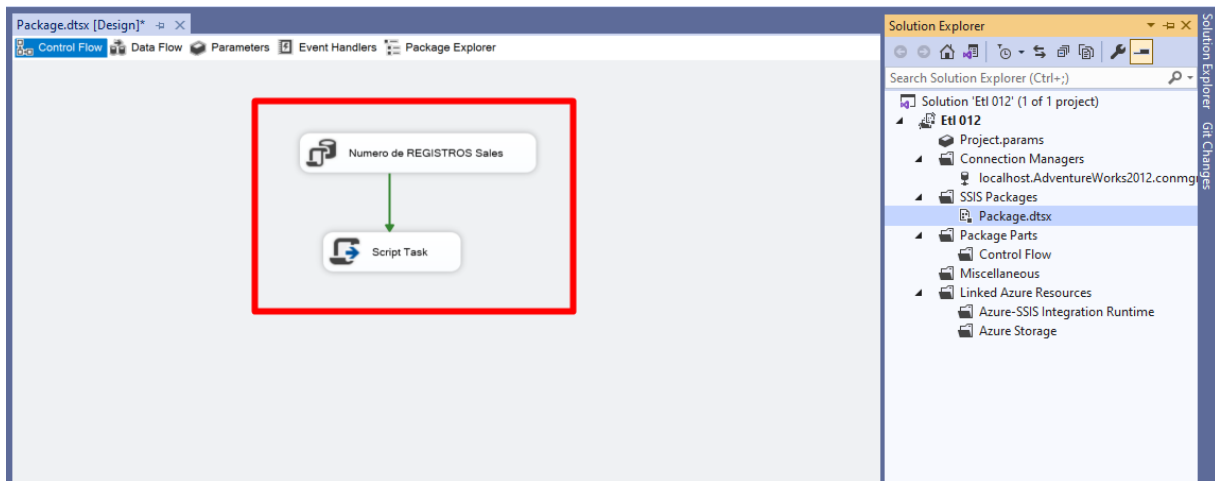 Package.dtsx [Design]*
Control Flow Data Flow Parameters Event Handlers Package Explorer
Numero de REGISTROS Sales
Script Task
Solution Explorer
Search Solution Explorer (Ctrl+;)
Solution 'Etl 012' (1 of 1 project)
Etl 012
Project.params
Connection Managers
localhost.AdventureWorks2012.conmgr
SSIS Packages
Package.dtsx
Package Parts
Control Flow
Miscellaneous
Linked Azure Resources
Azure-SSIS Integration Runtime
Azure Storage
Solution Explorer
Git Changes